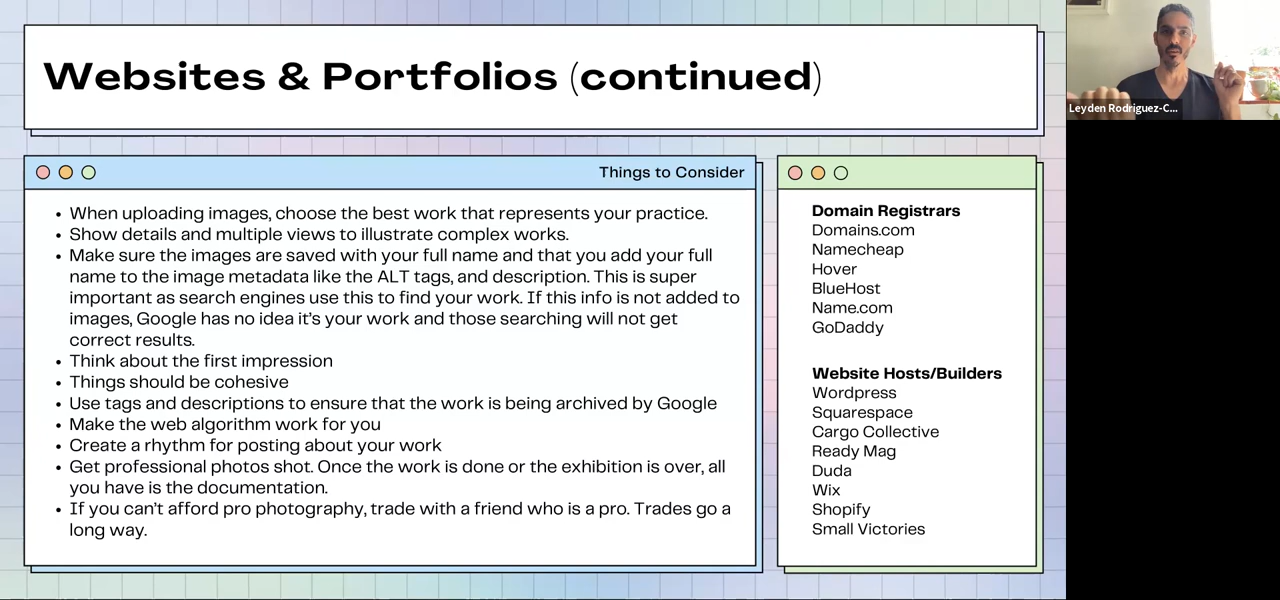 Websites & Portfolios (continued)
Things to Consider
• When uploading images, choose the best work that represents your practice.
• Show details and multiple views to illustrate complex works.
• Make sure the images are saved with your full name and that you add your full
name to the image metadata like the ALT tags, and description. This is super
important as search engines use this to find your work. If this info is not added to
images, Google has no idea it’s your work and those searching will not get
correct results.
• Think about the first impression
• Things should be cohesive
• Use tags and descriptions to ensure that the work is being archived by Google
• Make the web algorithm work for you
• Create a rhythm for posting about your work
• Get professional photos shot. Once the work is done or the exhibition is over, all
you have is the documentation.
• If you can’t afford pro photography, trade with a friend who is a pro. Trades go a
long way.
Domain Registrars
Domains.com
Namecheap
Hover
BlueHost
Name.com
GoDaddy
Website Hosts/Builders
Wordpress
Squarespace
Cargo Collective
Ready Mag
Duda
Wix
Shopify
Small Victories
Leyden Rodriguez-C...